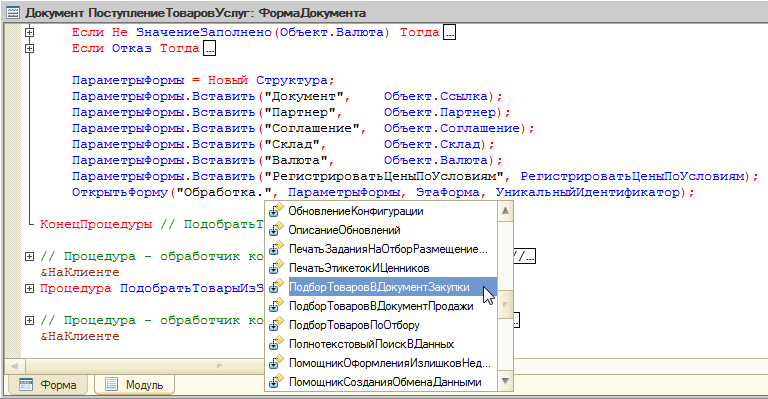 Документ ПоступлениеТоваровУслуг: ФормаДокумента
Если Не ЗначениеЗаполнено(Объект.Валюта) Тогда...
Если Отказ Тогда...
ПараметрыФормы = Новый Структура;
ПараметрыФормы.Вставить("Документ", Объект.Ссылка);
ПараметрыФормы.Вставить("Партнер", Объект.Партнер);
ПараметрыФормы.Вставить("Соглашение", Объект.Соглашение);
ПараметрыФормы.Вставить("Склад", Объект.Склад);
ПараметрыФормы.Вставить("Валюта", Объект.Валюта);
ПараметрыФормы.Вставить("РегистрироватьЦеныПоУсловиям", РегистрироватьЦеныПоУсловиям);
ОткрытьФорму("Обработка.", ПараметрыФормы, ЭтаФорма, УникальныйИдентификатор);
ОбновлениеКонфигурации
КонецПроцедуры // ПодобратьТ
ОписаниеОбновлений
ПечатьЗаданияНаОтборРазмещение...
// Процедура - обработчик ко //...
ПечатьЭтикетокИЦенников
&НаКлиенте
ПодборТоваровВДокументЗакупки
Процедура ПодобратьТоварыИз
ПодборТоваровВДокументПродажи
// Процедура - обработчик ко ...
ПодборТоваровПоОтбору
&НаКлиенте
ПолнотекстовыйПоискВДанных
ПомощникОформленияИзлишковНед...
ПомощникСозданияОбменаДанными
Форма Модуль